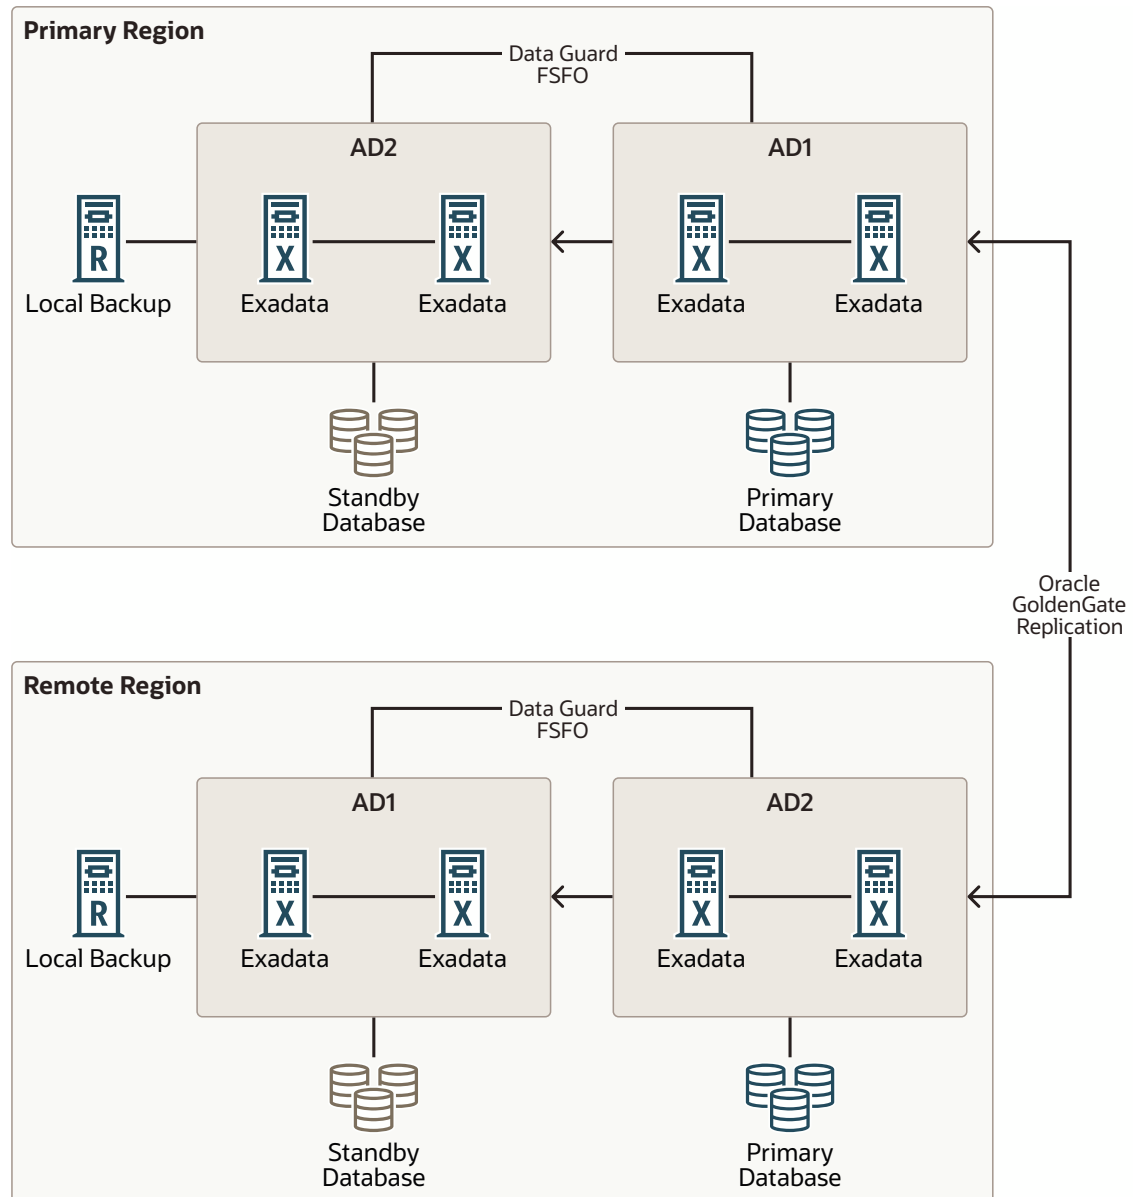 Primary Region
Data Guard
FSFO
AD2
AD1
R
X
X
X
X
Local Backup
Exadata
Exadata
Exadata
Exadata
Standby
Database
Primary
Database
Oracle
GoldenGate
Replication
Remote Region
Data Guard
FSFO
AD1
AD2
R
X
X
X
X
Local Backup
Exadata
Exadata
Exadata
Exadata
Standby
Database
Primary
Database